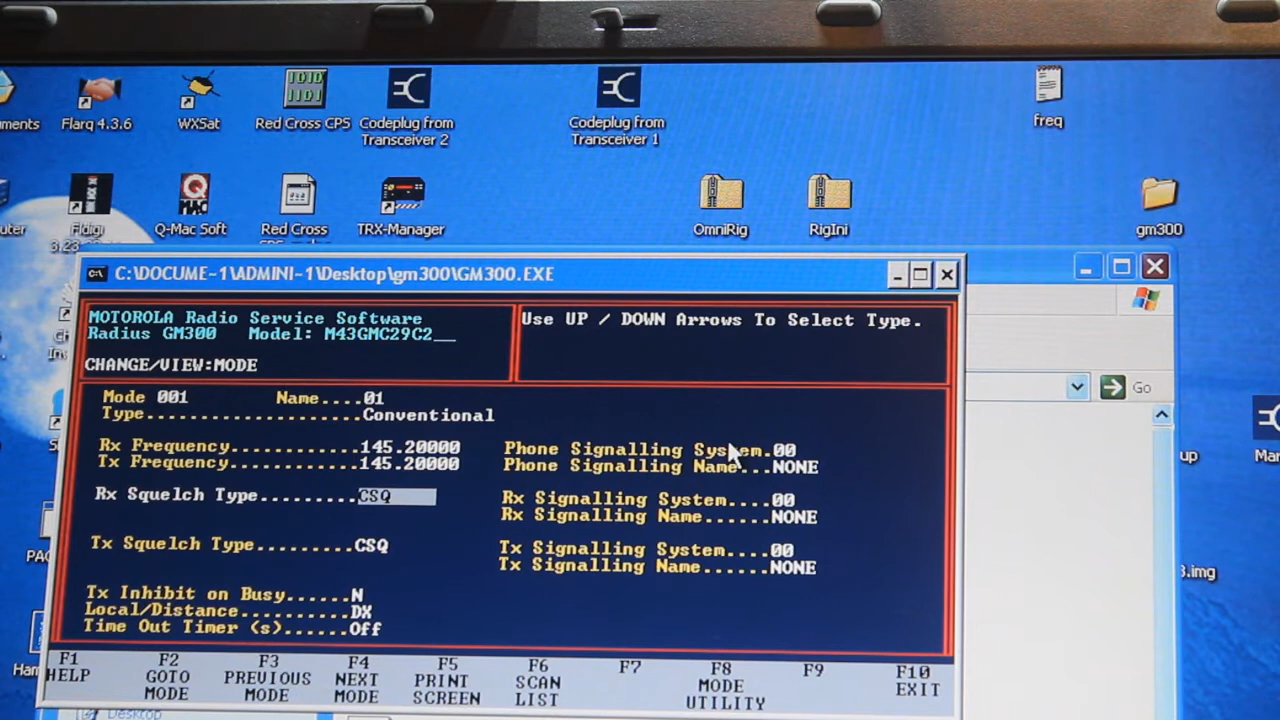 ments
Flarq 4.3.6
WXSat
Red Cross CPS
Codeplug from
Transceiver 2
Codeplug from
Transceiver 1
freq
uter
Fldigi
Q-Mac Soft
Red Cross
TRX-Manager
OmniRig
RigIni
gm300
C:\DOCUME~1\ADMINI~1\Desktop\gm300\GM300.EXE
MOTOROLA Radio Service Software
Radius GM300 Model: M43GMC29C2__
CHANGE/VIEW:MODE
Use UP / DOWN Arrows To Select Type.
Go
Mode 001 Name....01
Type....................Conventional
Rx Frequency............145.20000
Tx Frequency............145.20000
Rx Squelch Type.........CSQ
Tx Squelch Type.........CSQ
Tx Inhibit on Busy......N
Local/Distance..........DX
Time Out Timer (s)......Off
Phone Signalling System.00
Phone Signalling Name...NONE
Rx Signalling System....00
Rx Signalling Name......NONE
Tx Signalling System....00
Tx Signalling Name......NONE
up
Mar
3.img
PAC
Ham
F1 HELP
F2 GOTO MODE
F3 PREVIOUS MODE
F4 NEXT MODE
F5 PRINT SCREEN
F6 SCAN LIST
F7
F8 MODE UTILITY
F9
F10 EXIT
Desktop